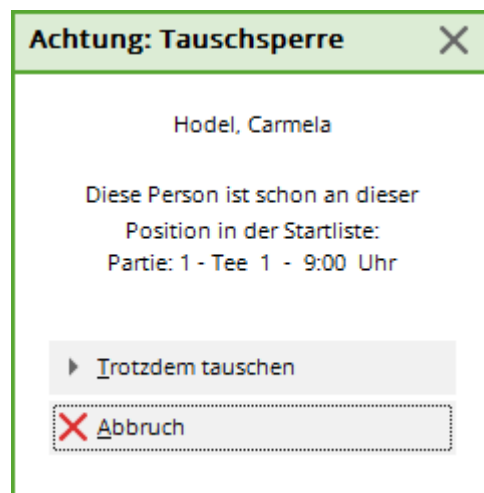 Achtung: Tauschsperre
Hodel, Carmela
Diese Person ist schon an dieser
Position in der Startliste:
Partie: 1 - Tee 1 - 9:00 Uhr
Trotzdem tauschen
Abbruch